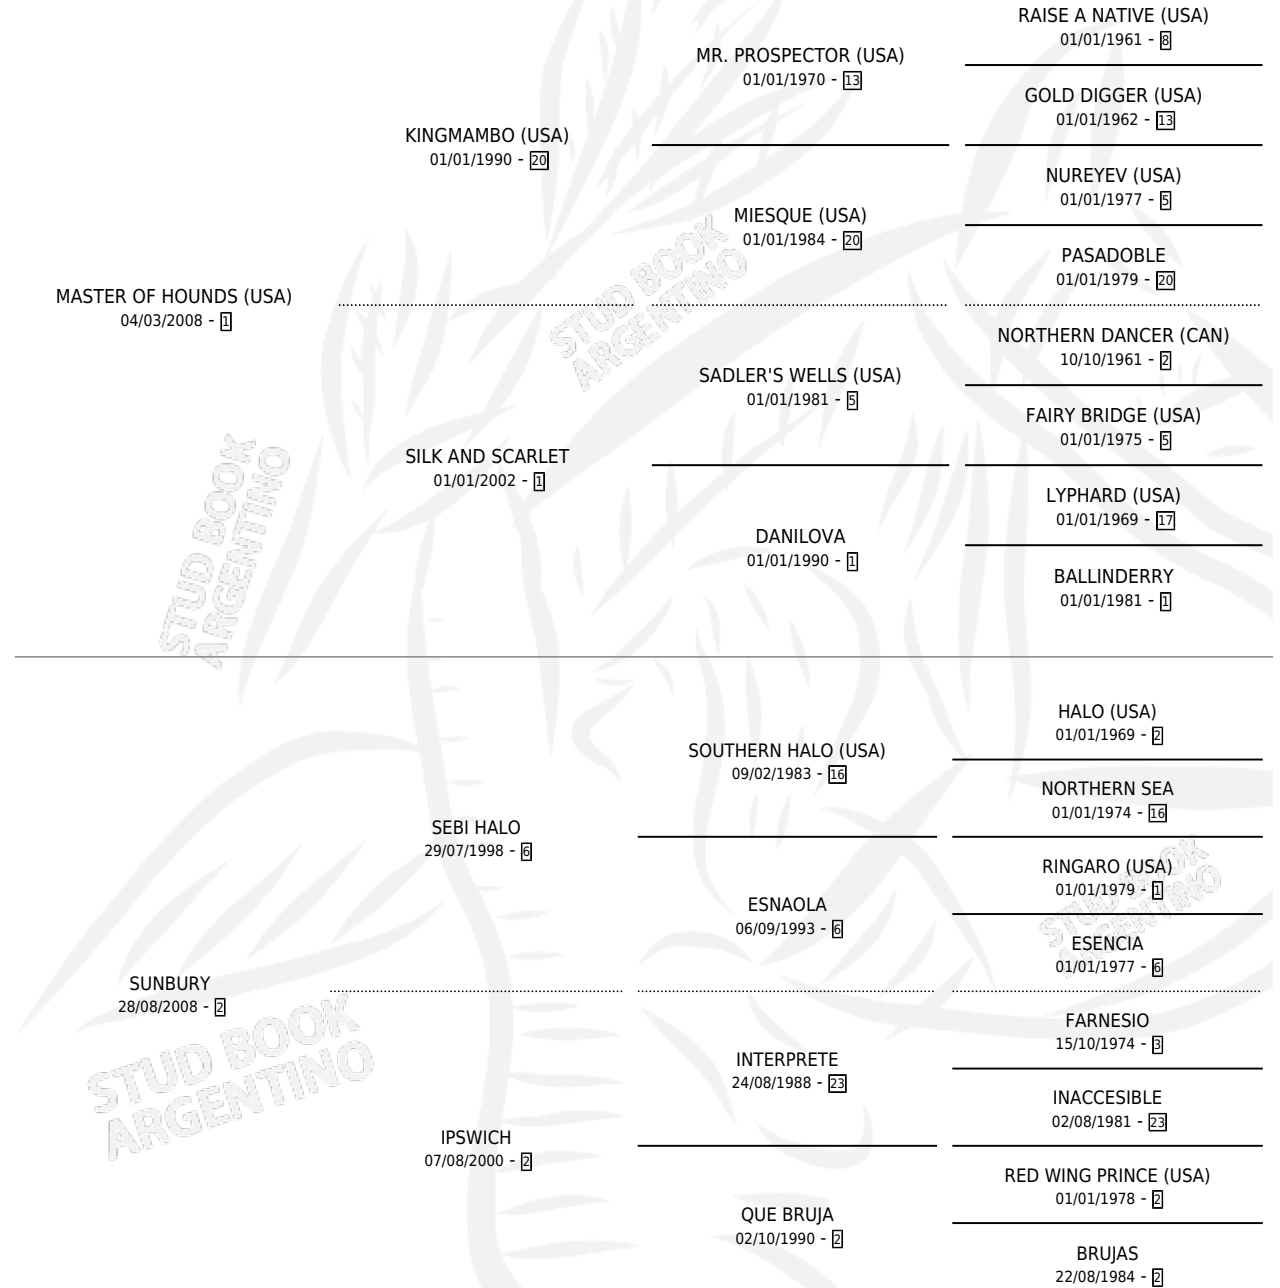 RAISE A NATIVE (USA)
01/01/1961 - 8
MR. PROSPECTOR (USA)
01/01/1970 - 13
GOLD DIGGER (USA)
01/01/1962 - 13
KINGMAMBO (USA)
01/01/1990 - 20
NUREYEV (USA)
01/01/1977 - 5
MIESQUE (USA)
01/01/1984 - 20
PASADOBLE
01/01/1979 - 20
MASTER OF HOUNDS (USA)
04/03/2008 - 1
NORTHERN DANCER (CAN)
10/10/1961 - 2
SADLER'S WELLS (USA)
01/01/1981 - 5
FAIRY BRIDGE (USA)
01/01/1975 - 5
SILK AND SCARLET
01/01/2002 - 1
LYPHARD (USA)
01/01/1969 - 17
DANILOVA
01/01/1990 - 1
BALLINDERRY
01/01/1981 - 1
HALO (USA)
01/01/1969 - 2
SOUTHERN HALO (USA)
09/02/1983 - 16
NORTHERN SEA
01/01/1974 - 16
SEBI HALO
29/07/1998 - 6
RINGARO (USA)
01/01/1979 - 1
ESNAOLA
06/09/1993 - 6
ESENCIA
01/01/1977 - 6
SUNBURY
28/08/2008 - 2
FARNESIO
15/10/1974 - 3
INTERPRETE
24/08/1988 - 23
INACCESIBLE
02/08/1981 - 23
IPSWICH
07/08/2000 - 2
RED WING PRINCE (USA)
01/01/1978 - 2
QUE BRUJA
02/10/1990 - 2
BRUJAS
22/08/1984 - 2
STUD BOOK
ARGENTINO
STUD BOOK
ARGENTINO
STUD BOOK
ARGENTINO
STUD BOOK
ARGENTINO